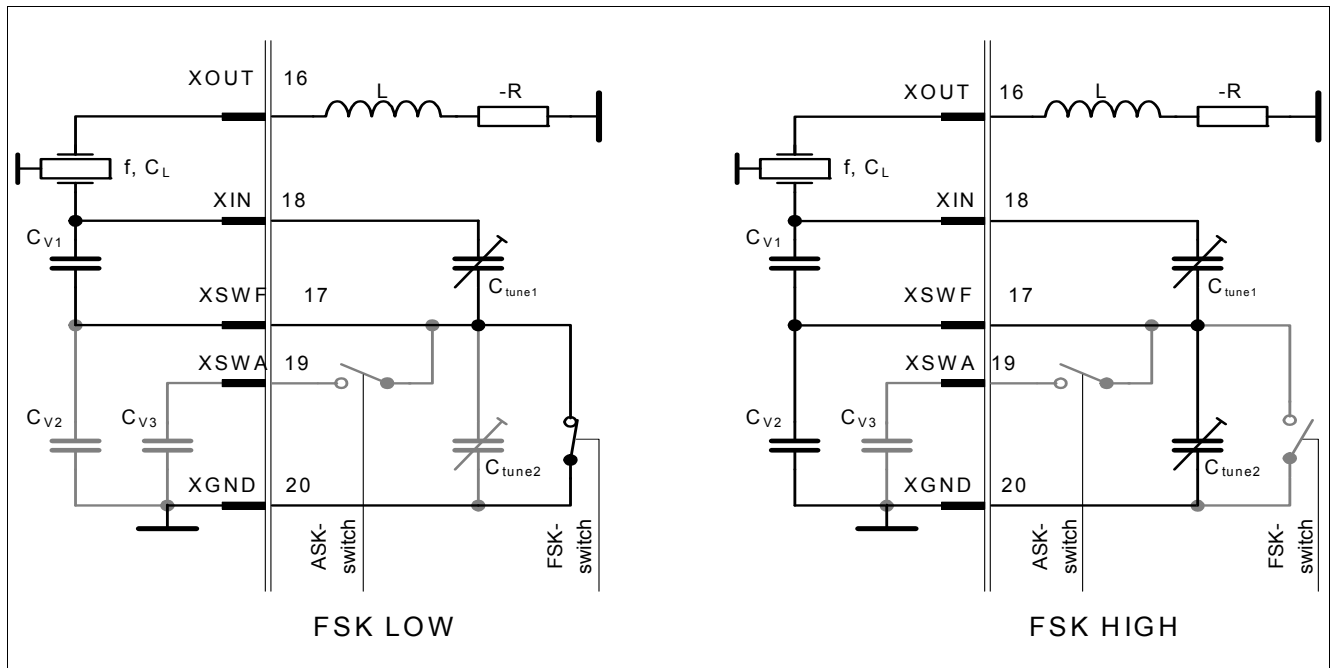 XOUT 16
L
-R
f, CL
XIN 18
CV1
Ctune1
XSWF 17
XSWA 19
CV2
CV3
Ctune2
XGND 20
ASK-
switch
FSK-
switch
FSK LOW
XOUT 16
L
-R
f, CL
XIN 18
CV1
Ctune1
XSWF 17
XSWA 19
CV2
CV3
Ctune2
XGND 20
ASK-
switch
FSK-
switch
FSK HIGH